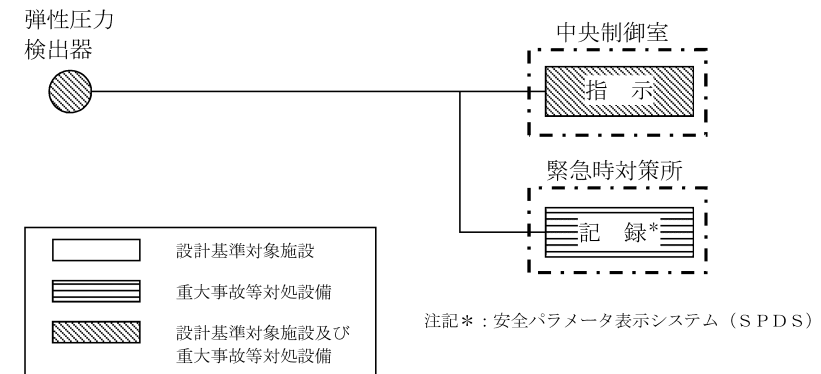 弾性圧力
検出器
中央制御室
指　示
緊急時対策所
記　録*
設計基準対象施設
重大事故等対処設備
設計基準対象施設及び
重大事故等対処設備
注記＊：安全パラメータ表示システム（ＳＰＤＳ）